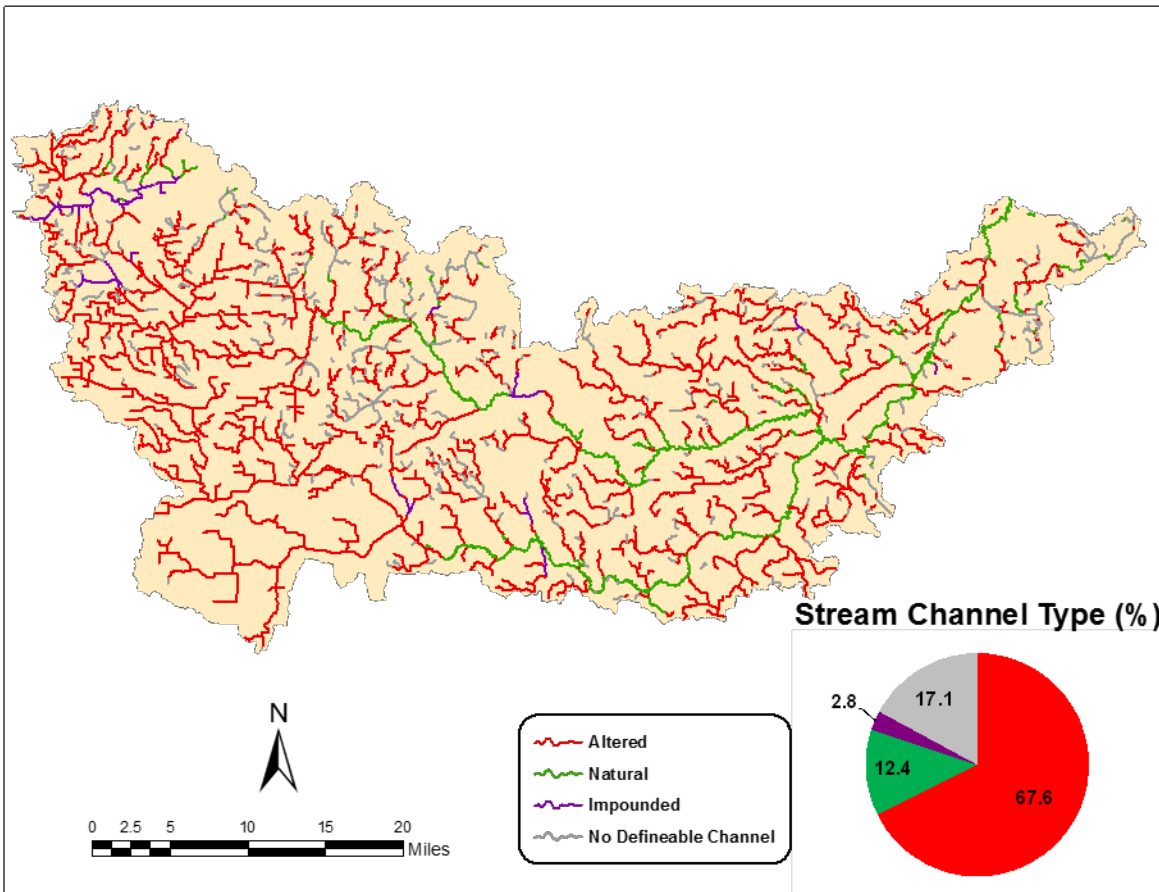 Stream Channel Type (%)
2.8
17.1
12.4
67.6
N
0 2.5 5 10 15 20
Miles
Altered
Natural
Impounded
No Defineable Channel